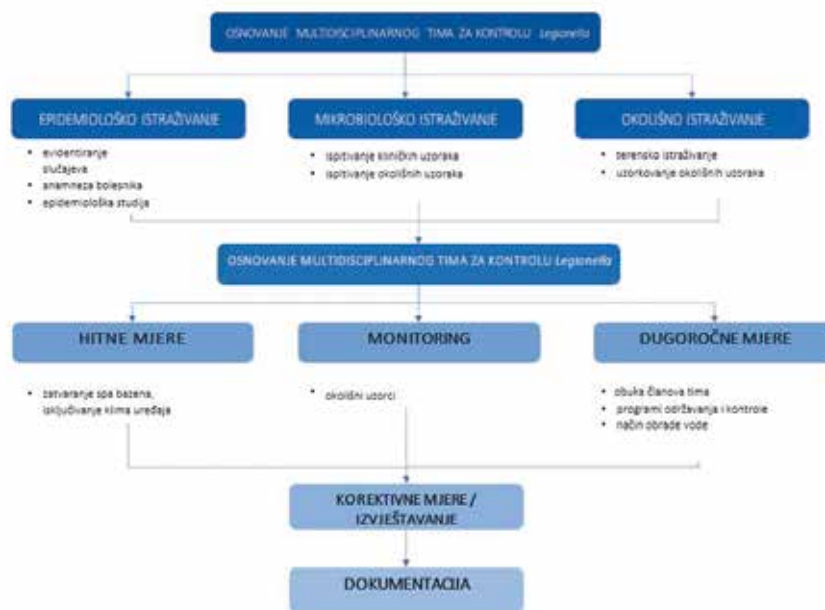 OSNOVANJE MULTIDISCIPLINARNOG TIMA ZA KONTROLU Legionella
EPIDEMIOLOŠKO ISTRAŽIVANJE
• evidentiranje
slučajeva
• anamneza bolesnika
• epidemiološka studija
MIKROBIOLOŠKO ISTRAŽIVANJE
• ispitivanje kliničkih uzoraka
• ispitivanje okolišnih uzoraka
OKOLIŠNO ISTRAŽIVANJE
• terensko istraživanje
• uzorkovanje okolišnih uzoraka
OSNOVANJE MULTIDISCIPLINARNOG TIMA ZA KONTROLU Legionella
HITNE MJERE
• zatvaranje spa bazena,
isključivanje klima uređaja
MONITORING
• okolišni uzorci
DUGOROČNE MJERE
• obuka članova tima
• programi održavanja i kontrole
• način obrade vode
KOREKTIVNE MJERE /
IZVJEŠTAVANJE
DOKUMENTACIJA